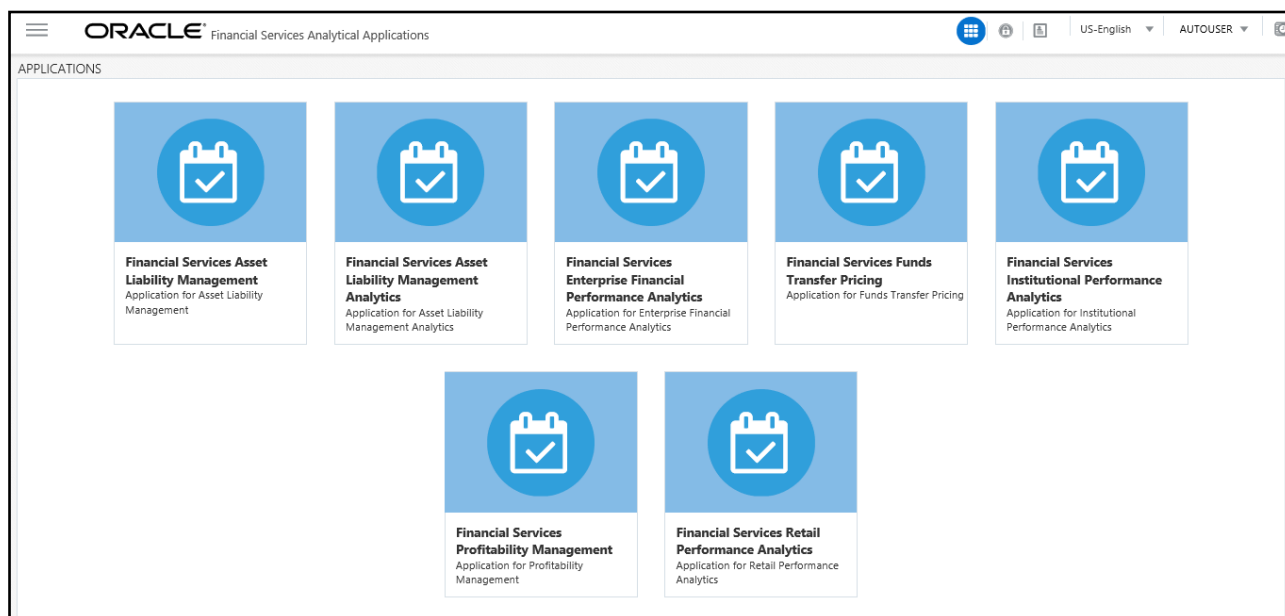 ORACLE® Financial Services Analytical Applications
US-English
AUTOUSER
APPLICATIONS
Financial Services Asset
Liability Management
Application for Asset Liability
Management
Financial Services Asset
Liability Management
Analytics
Application for Asset Liability
Management Analytics
Financial Services
Enterprise Financial
Performance Analytics
Application for Enterprise Financial
Performance Analytics
Financial Services Funds
Transfer Pricing
Application for Funds Transfer Pricing
Financial Services
Institutional Performance
Analytics
Application for Institutional
Performance Analytics
Financial Services
Profitability Management
Application for Profitability
Management
Financial Services Retail
Performance Analytics
Application for Retail Performance
Analytics